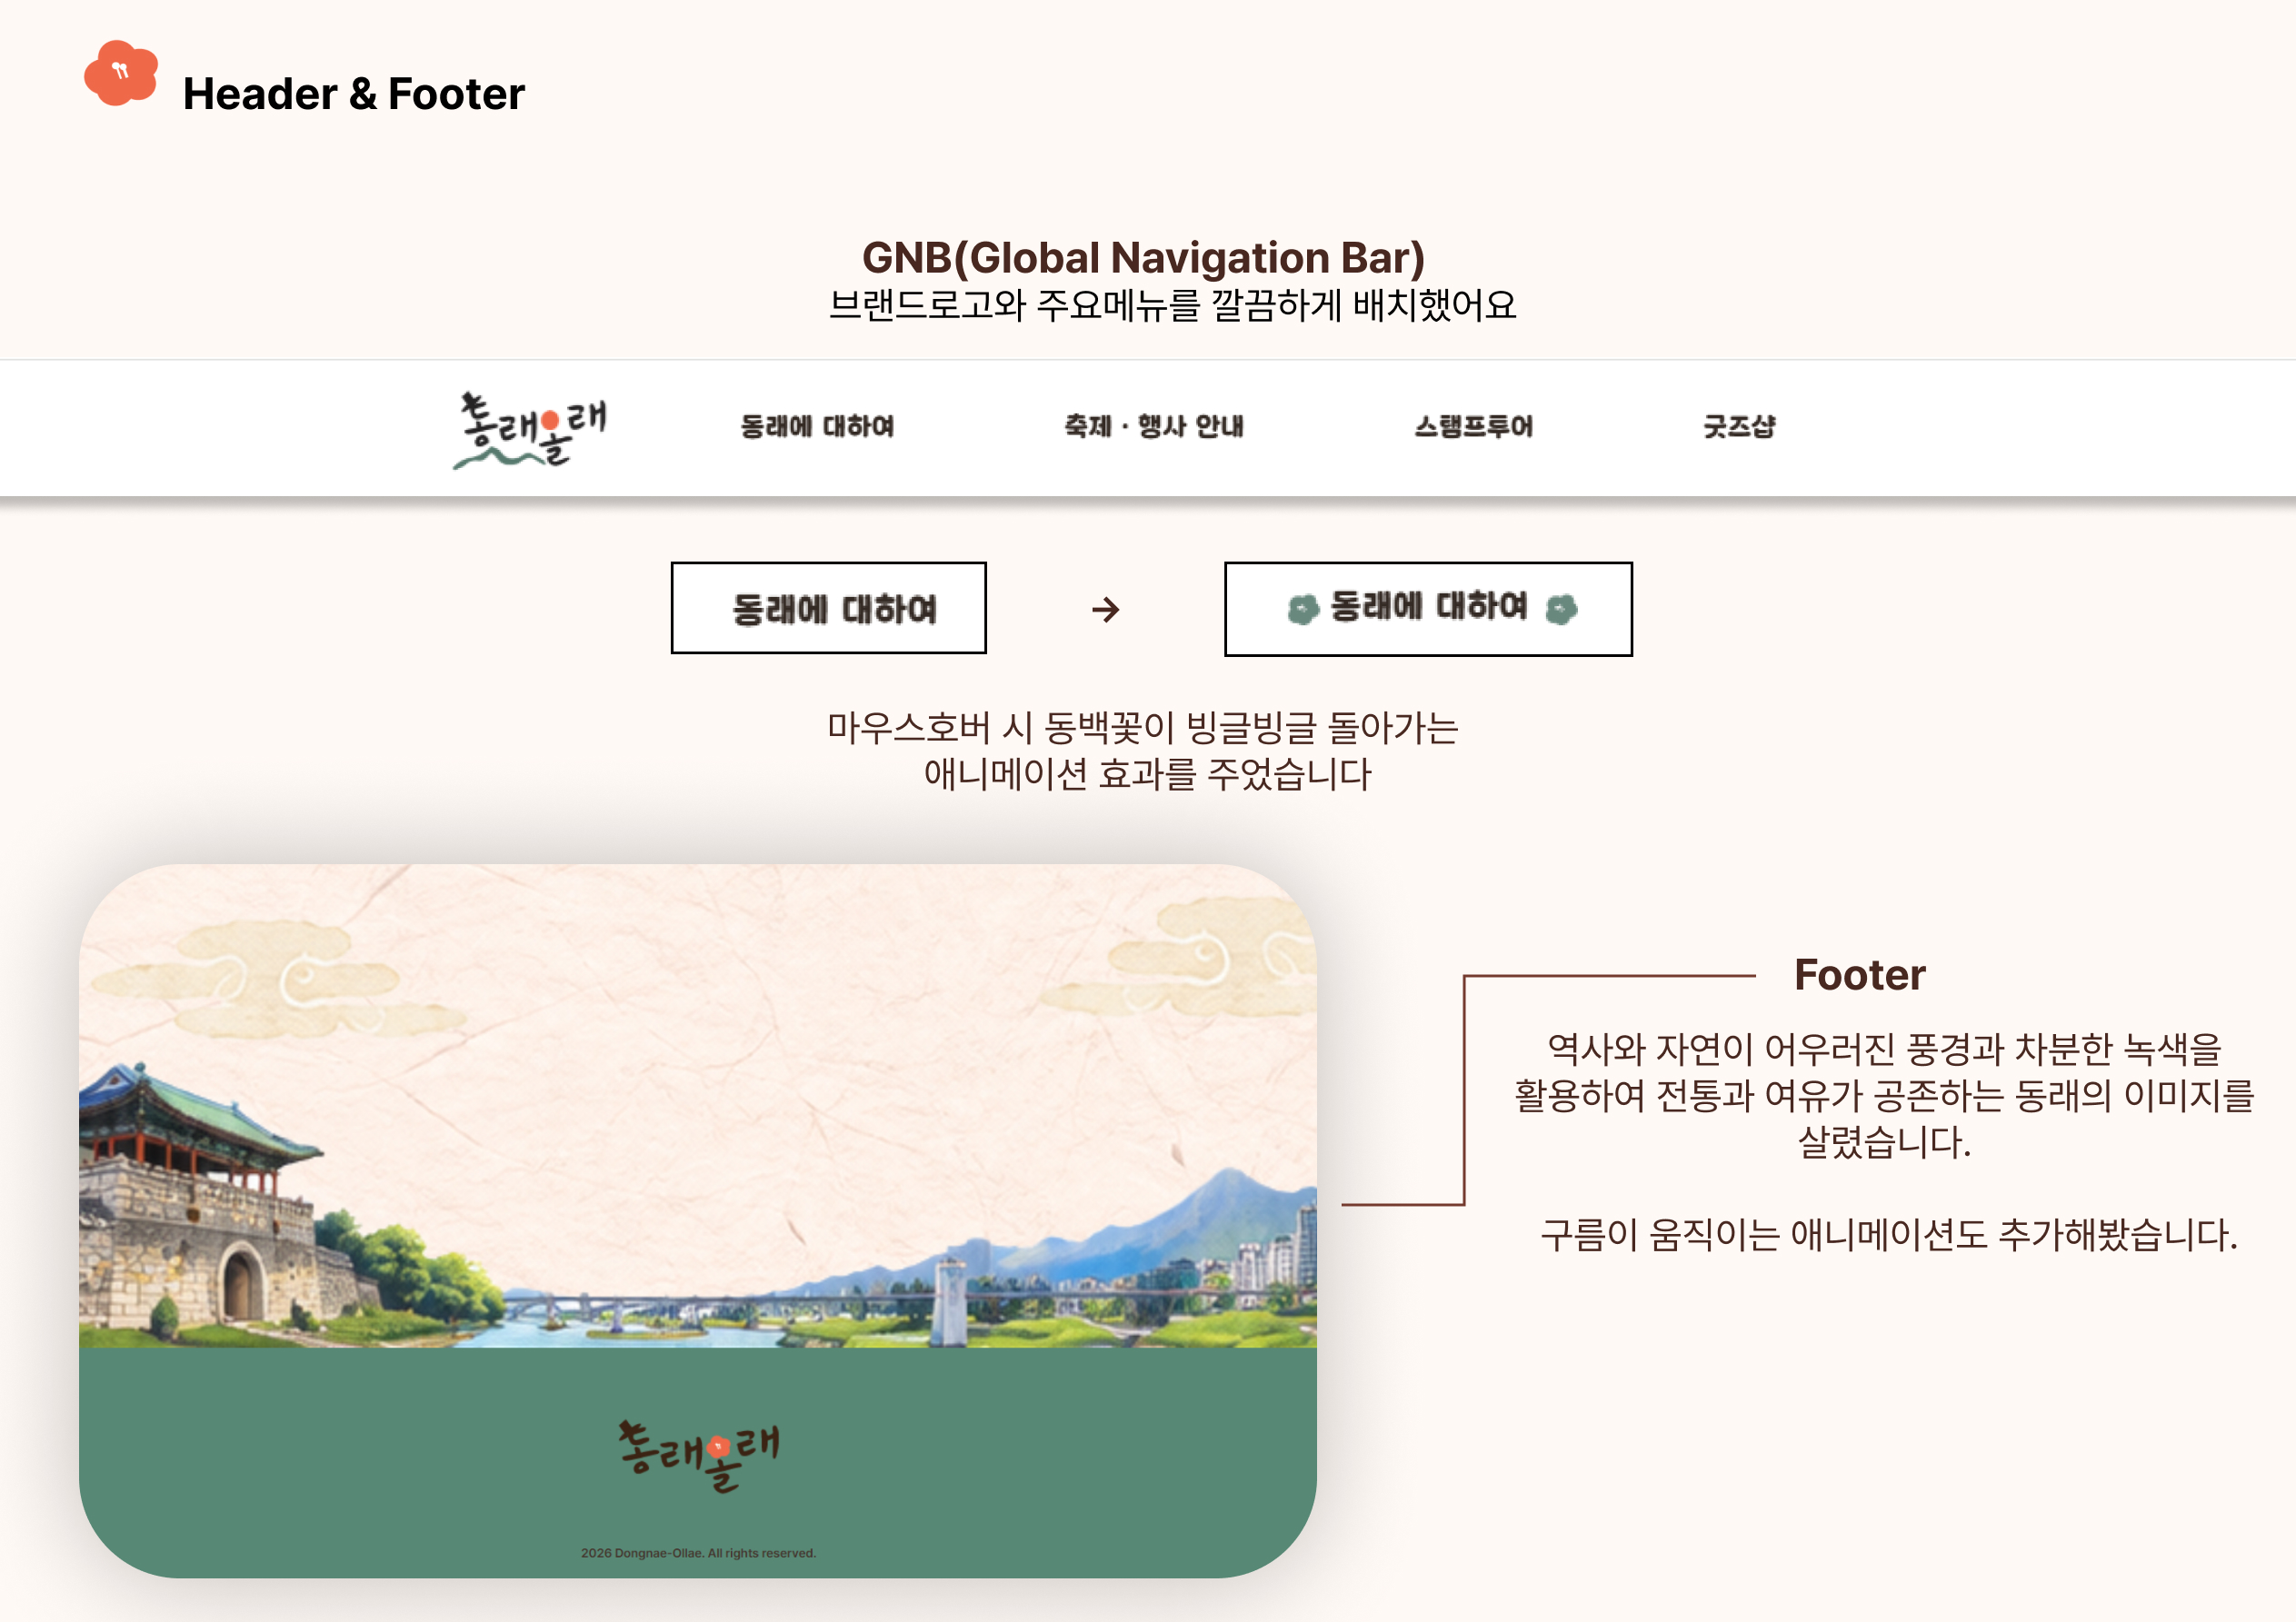 Header & Footer
GNB(Global Navigation Bar)
브랜드로고와 주요메뉴를 깔끔하게 배치했어요
동래올래
동래에 대하여
축제 · 행사 안내
스탬프투어
굿즈샵
동래에 대하여
→
동래에 대하여
마우스호버 시 동백꽃이 빙글빙글 돌아가는
애니메이션 효과를 주었습니다
Footer
역사와 자연이 어우러진 풍경과 차분한 녹색을
활용하여 전통과 여유가 공존하는 동래의 이미지를
살렸습니다.
구름이 움직이는 애니메이션도 추가해봤습니다.
동래올래
2026 Dongnae-Ollae. All rights reserved.